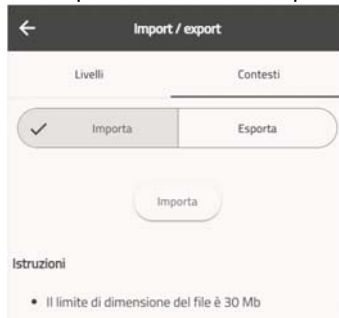 Import / export
Livelli
Contesti
Importa
Esporta
Importa
Istruzioni
• Il limite di dimensione del file è 30 Mb